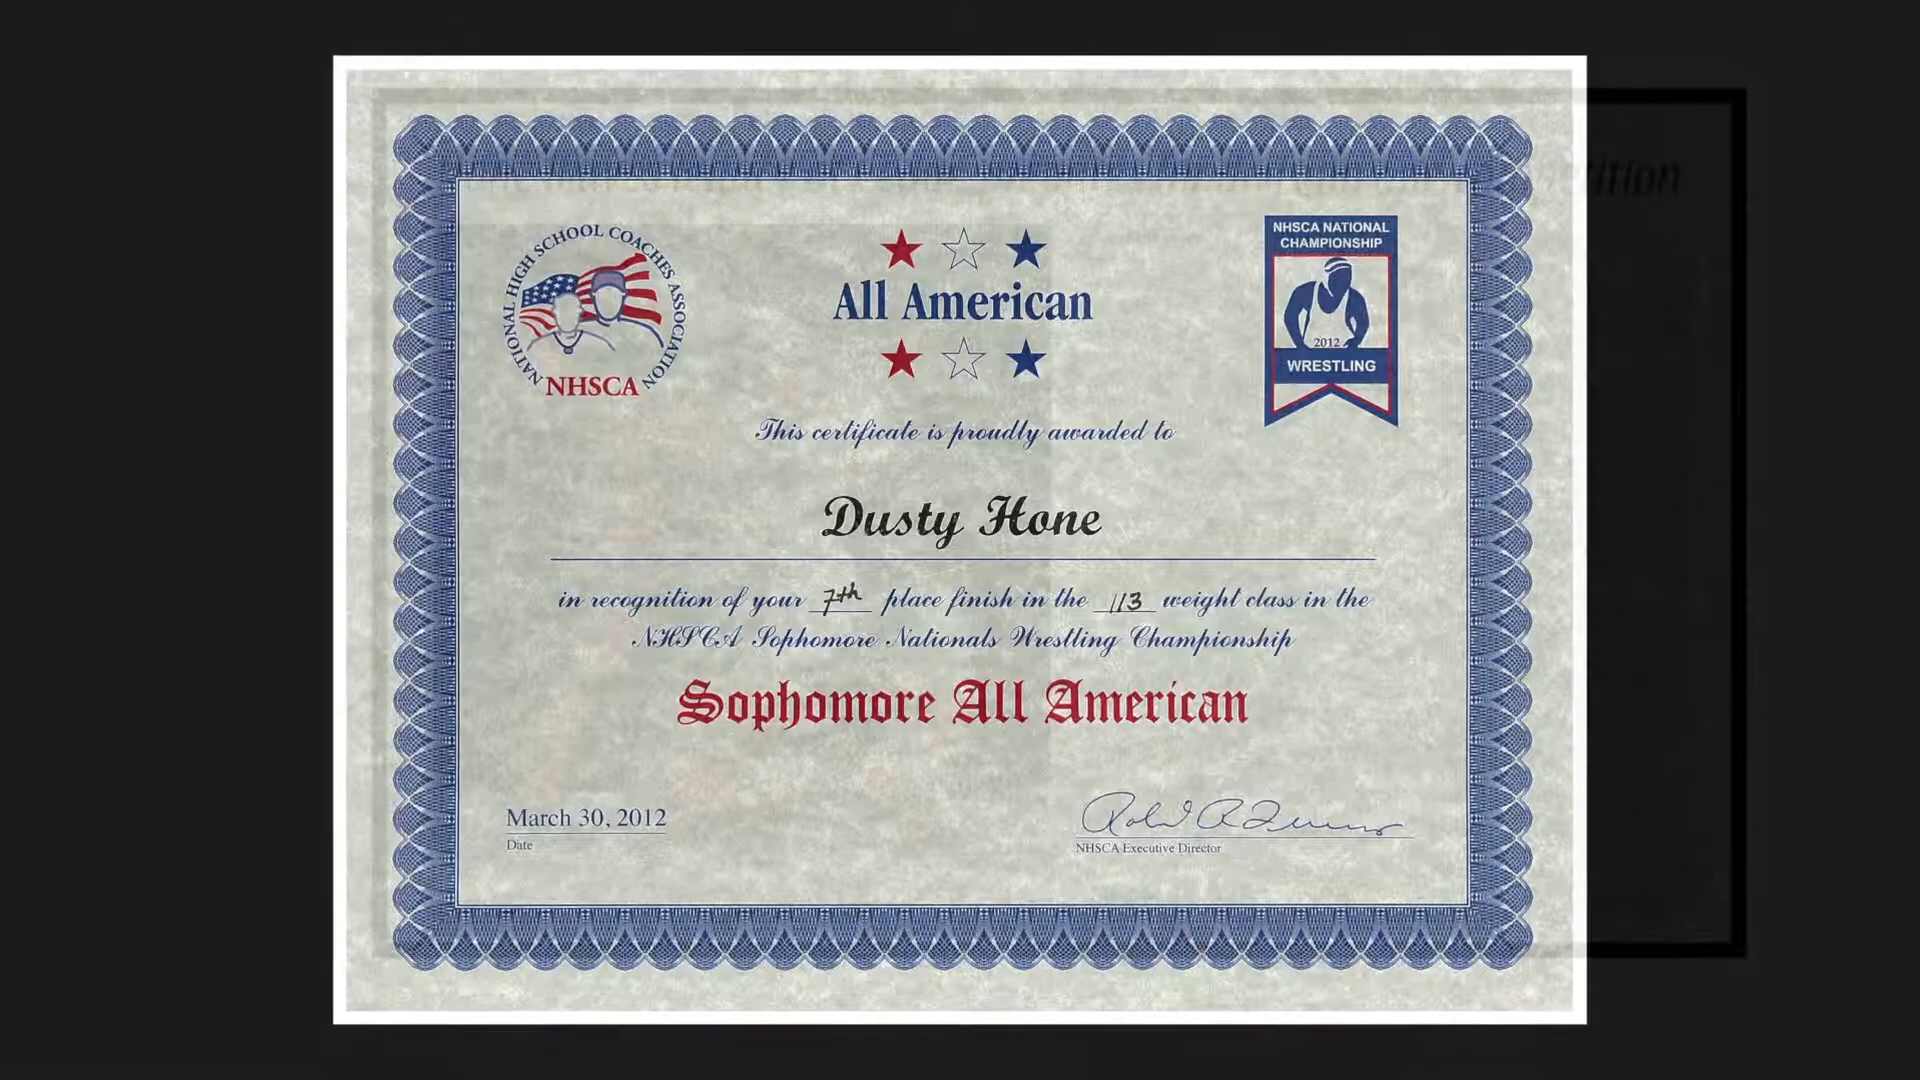 NATIONAL HIGH SCHOOL COACHES ASSOCIATION
NHSCA
All American
NHSCA NATIONAL
CHAMPIONSHIP
2012
WRESTLING
This certificate is proudly awarded to
Dusty Hone
in recognition of your 7th place finish in the 113 weight class in the
NHSCA Sophomore Nationals Wrestling Championship
Sophomore All American
March 30, 2012
Date
NHSCA Executive Director